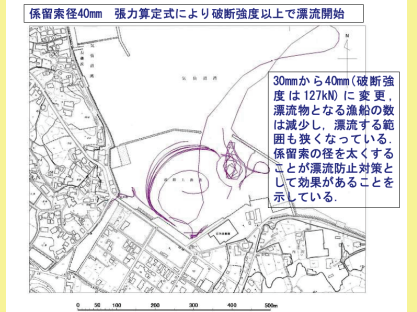 係留索径40mm　張力算定式により破断強度以上で漂流開始
30mmから40mm(破断強
度は127kN)に変更,
漂流物となる漁船の数
は減少し,漂流する範
囲も狭くなっている.
係留索の径を太くする
ことが漂流防止対策と
して効果があることを
示している.
N
0 50 100 200 300 400 500m